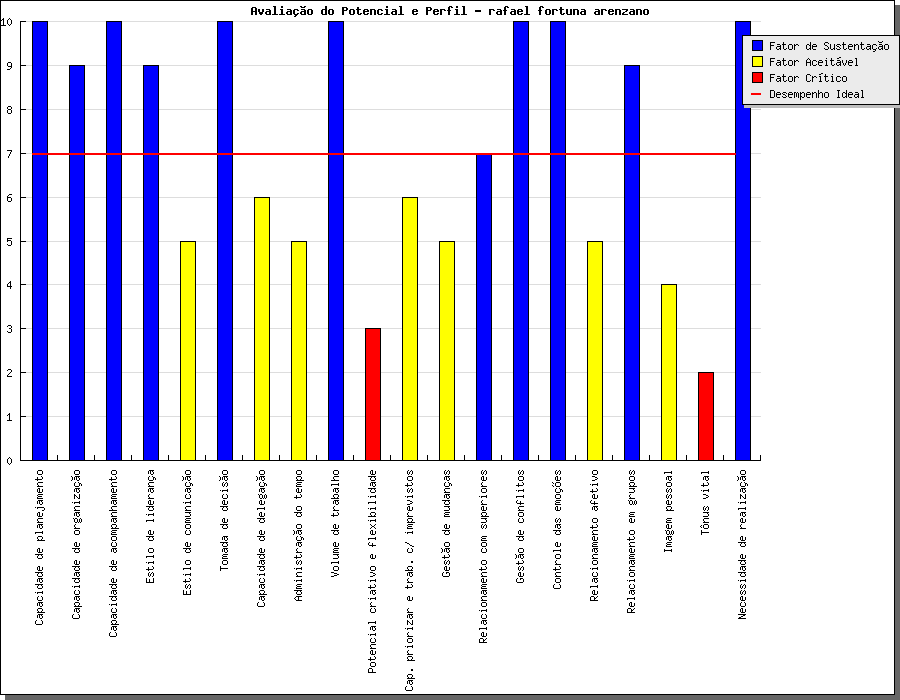 Avaliação do Potencial e Perfil - rafael fortuna arenzano
Fator de Sustentação
Fator Aceitável
Fator Crítico
Desempenho Ideal
10
9
8
7
6
5
4
3
2
1
0
Capacidade de planejamento
Capacidade de organização
Capacidade de acompanhamento
Estilo de liderança
Estilo de comunicação
Tomada de decisão
Capacidade de delegação
Administração do tempo
Volume de trabalho
Potencial criativo e flexibilidade
Cap. priorizar e trab. c/ imprevistos
Gestão de mudanças
Relacionamento com superiores
Gestão de conflitos
Controle das emoções
Relacionamento afetivo
Relacionamento em grupos
Imagem pessoal
Tônus vital
Necessidade de realização